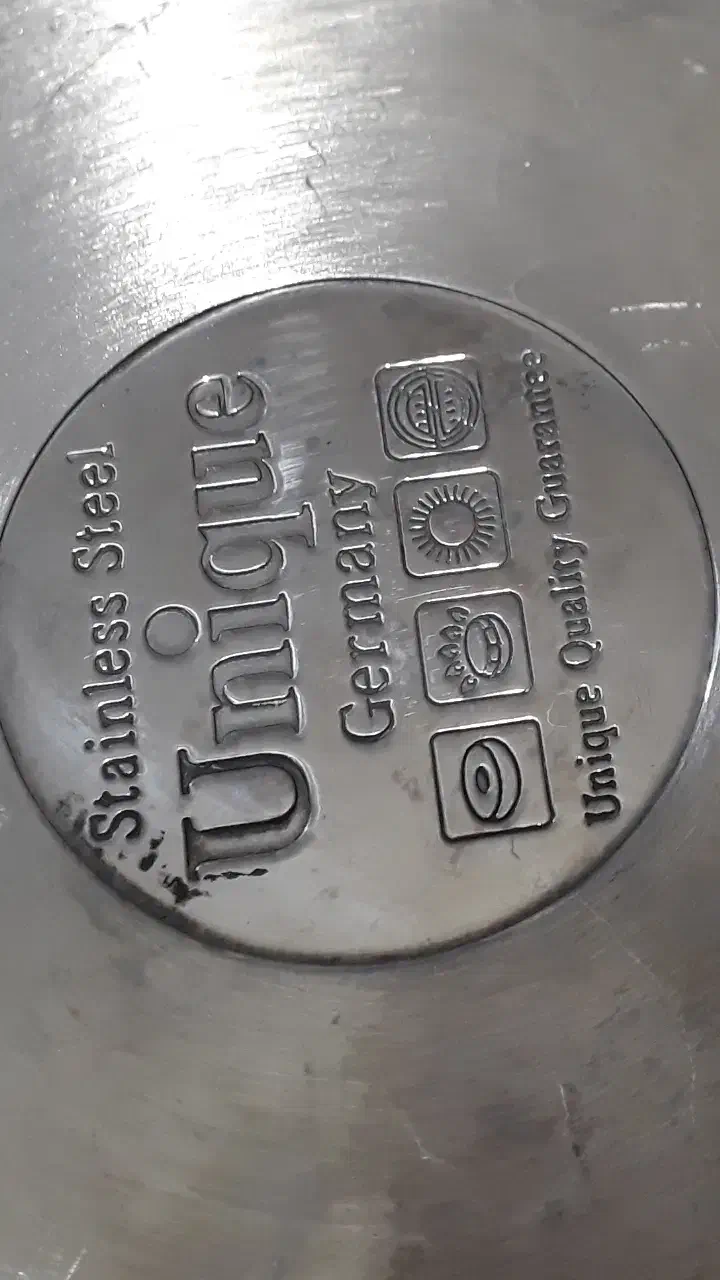 Stainless Steel
Unique
Germany
Unique Quality Guarantee